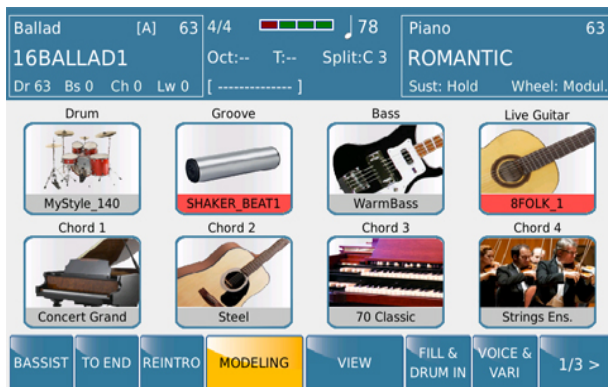 Ballad [A] 63
16BALLAD1
Dr 63 Bs 0 Ch 0 Lw 0
4/4 ♩78
Oct:-- T:-- Split:C 3
[ -------------- ]
Piano 63
ROMANTIC
Sust: Hold Wheel: Modul.
Drum Groove Bass Live Guitar
MyStyle_140 SHAKER_BEAT1 WarmBass 8FOLK_1
Chord 1 Chord 2 Chord 3 Chord 4
Concert Grand Steel 70 Classic Strings Ens.
BASSIST TO END REINTRO MODELING VIEW FILL & DRUM IN VOICE & VARI 1/3 >